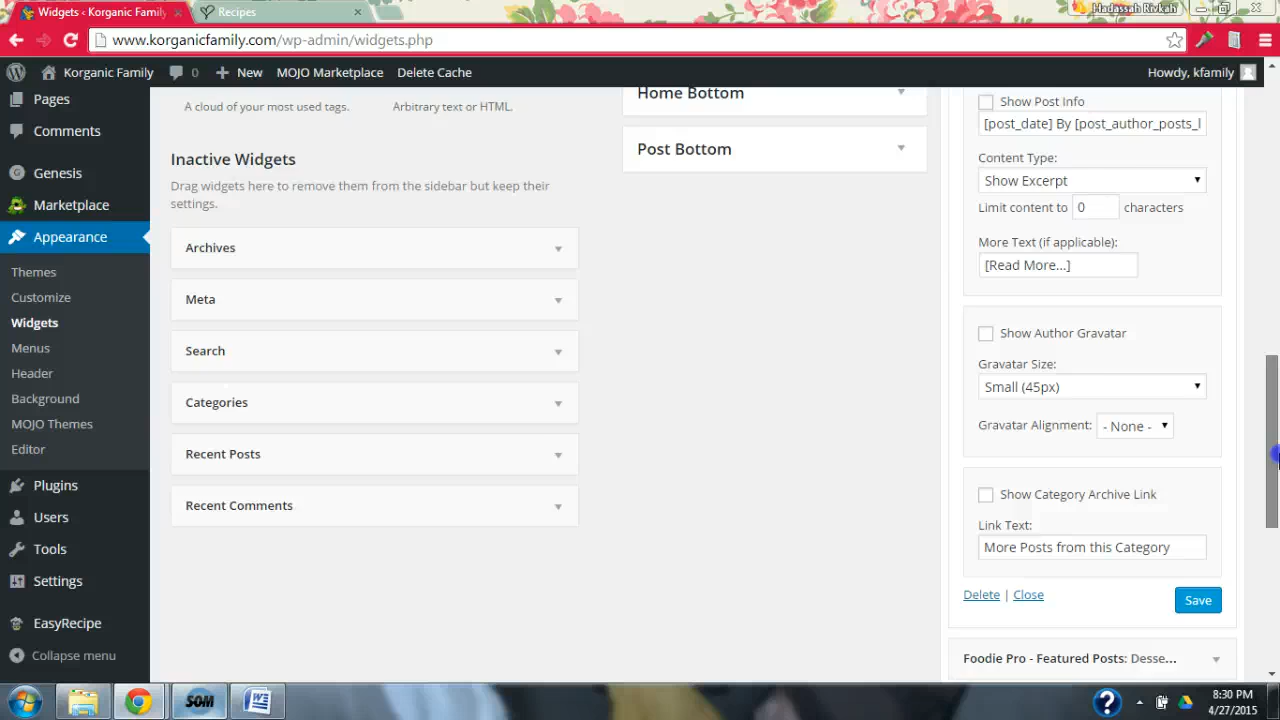 Widgets ‹ Korganic Family
Recipes
Hadassah Rivkah
www.korganicfamily.com/wp-admin/widgets.php
Korganic Family
0
New
MOJO Marketplace
Delete Cache
Howdy, kfamily
Pages
Comments
Genesis
Marketplace
Appearance
Themes
Customize
Widgets
Menus
Header
Background
MOJO Themes
Editor
Plugins
Users
Tools
Settings
EasyRecipe
Collapse menu
A cloud of your most used tags.
Arbitrary text or HTML.
Inactive Widgets
Drag widgets here to remove them from the sidebar but keep their
settings.
Archives
Meta
Search
Categories
Recent Posts
Recent Comments
Home Bottom
Post Bottom
Show Post Info
[post_date] By [post_author_posts_l
Content Type:
Show Excerpt
Limit content to 0 characters
More Text (if applicable):
[Read More...]
Show Author Gravatar
Gravatar Size:
Small (45px)
Gravatar Alignment: - None -
Show Category Archive Link
Link Text:
More Posts from this Category
Delete | Close
Save
Foodie Pro - Featured Posts: Desse...
SOM
8:30 PM
4/27/2015